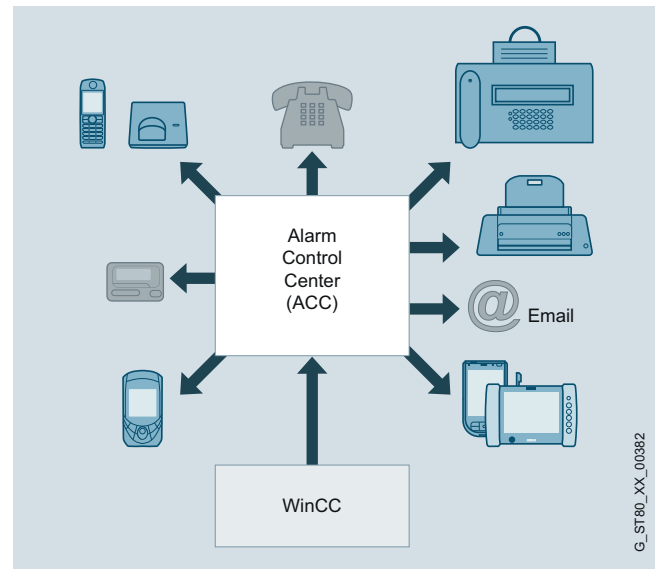 Alarm
Control
Center
(ACC)
@ Email
WinCC
G_ST80_XX_00382